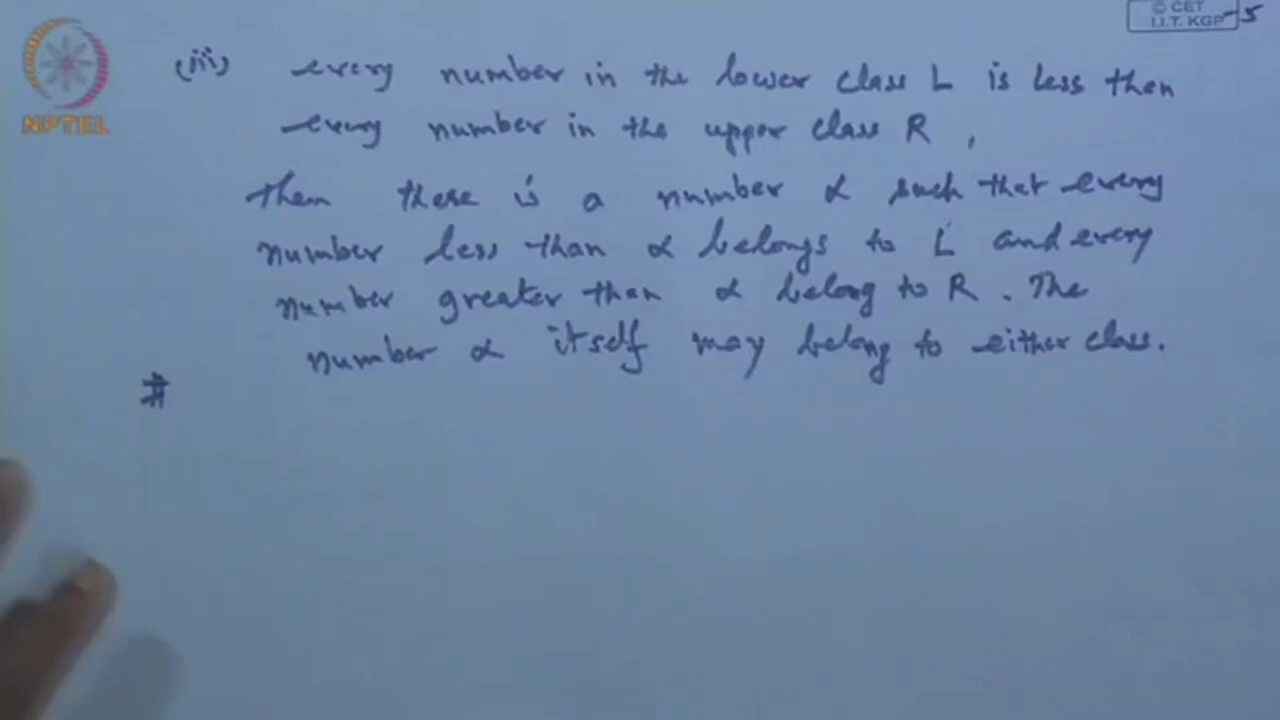 © CET
I.I.T. KGP
-5
NPTEL
(iii) every number in the lower class L is less then
every number in the upper class R ,
Then there is a number α such that every
number less than α belongs to L and every
number greater than α belong to R . The
number α itself may belong to either class.
#